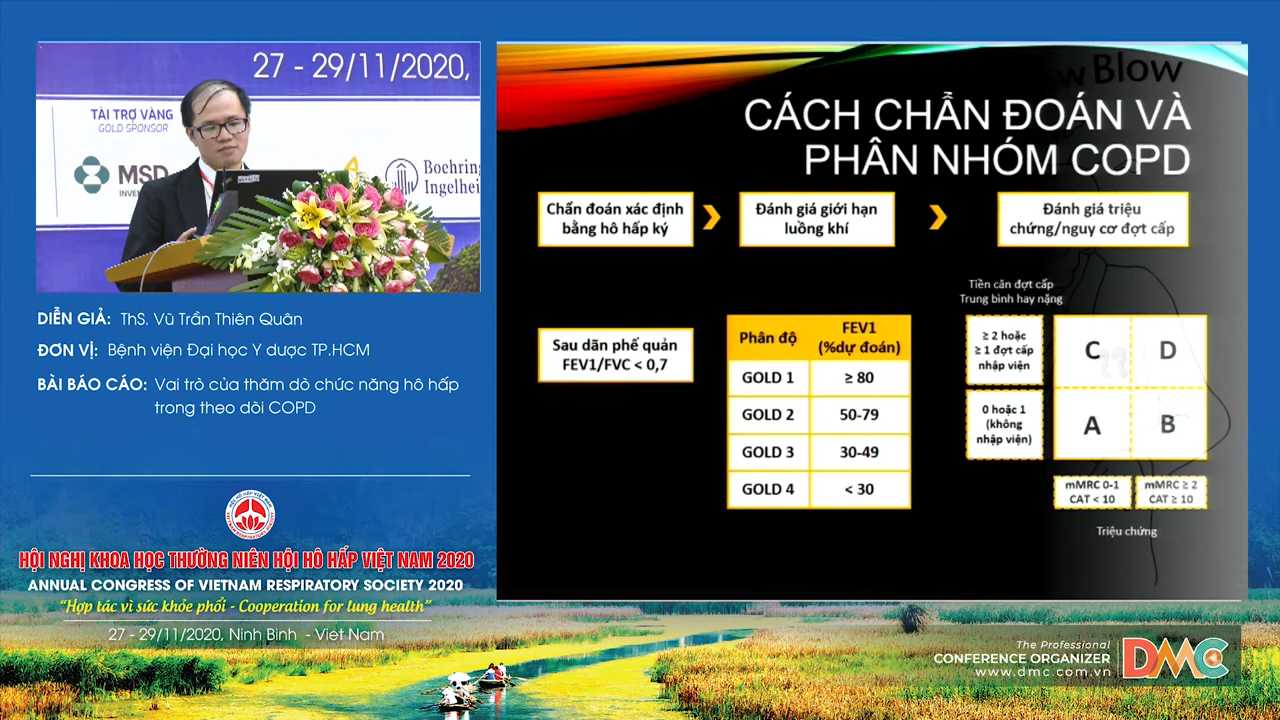 27 - 29/11/2020,
TÀI TRỢ VÀNG
GOLD SPONSOR
MSD
Boehring
Ingelhei
DIỄN GIẢ: ThS. Vũ Trần Thiên Quân
ĐƠN VỊ: Bệnh viện Đại học Y dược TP.HCM
BÀI BÁO CÁO: Vai trò của thăm dò chức năng hô hấp
trong theo dõi COPD
HỘI NGHỊ KHOA HỌC THƯỜNG NIÊN HỘI HÔ HẤP VIỆT NAM 2020
ANNUAL CONGRESS OF VIETNAM RESPIRATORY SOCIETY 2020
“Hợp tác vì sức khỏe phổi - Cooperation for lung health”
27 - 29/11/2020, Ninh Bình - Viet Nam
Blow
CÁCH CHẨN ĐOÁN VÀ
PHÂN NHÓM COPD
Chẩn đoán xác định
bằng hô hấp ký
Đánh giá giới hạn
luồng khí
Đánh giá triệu
chứng/nguy cơ đợt cấp
Sau dãn phế quản
FEV1/FVC < 0,7
Phân độ
FEV1
(%dự đoán)
GOLD 1
≥ 80
GOLD 2
50-79
GOLD 3
30-49
GOLD 4
< 30
Tiền căn đợt cấp
Trung bình hay nặng
≥ 2 hoặc
≥ 1 đợt cấp
nhập viện
C
D
0 hoặc 1
(không
nhập viện)
A
B
mMRC 0-1
CAT < 10
mMRC ≥ 2
CAT ≥ 10
Triệu chứng
The Professional
CONFERENCE ORGANIZER
www.dmc.com.vn
DMC